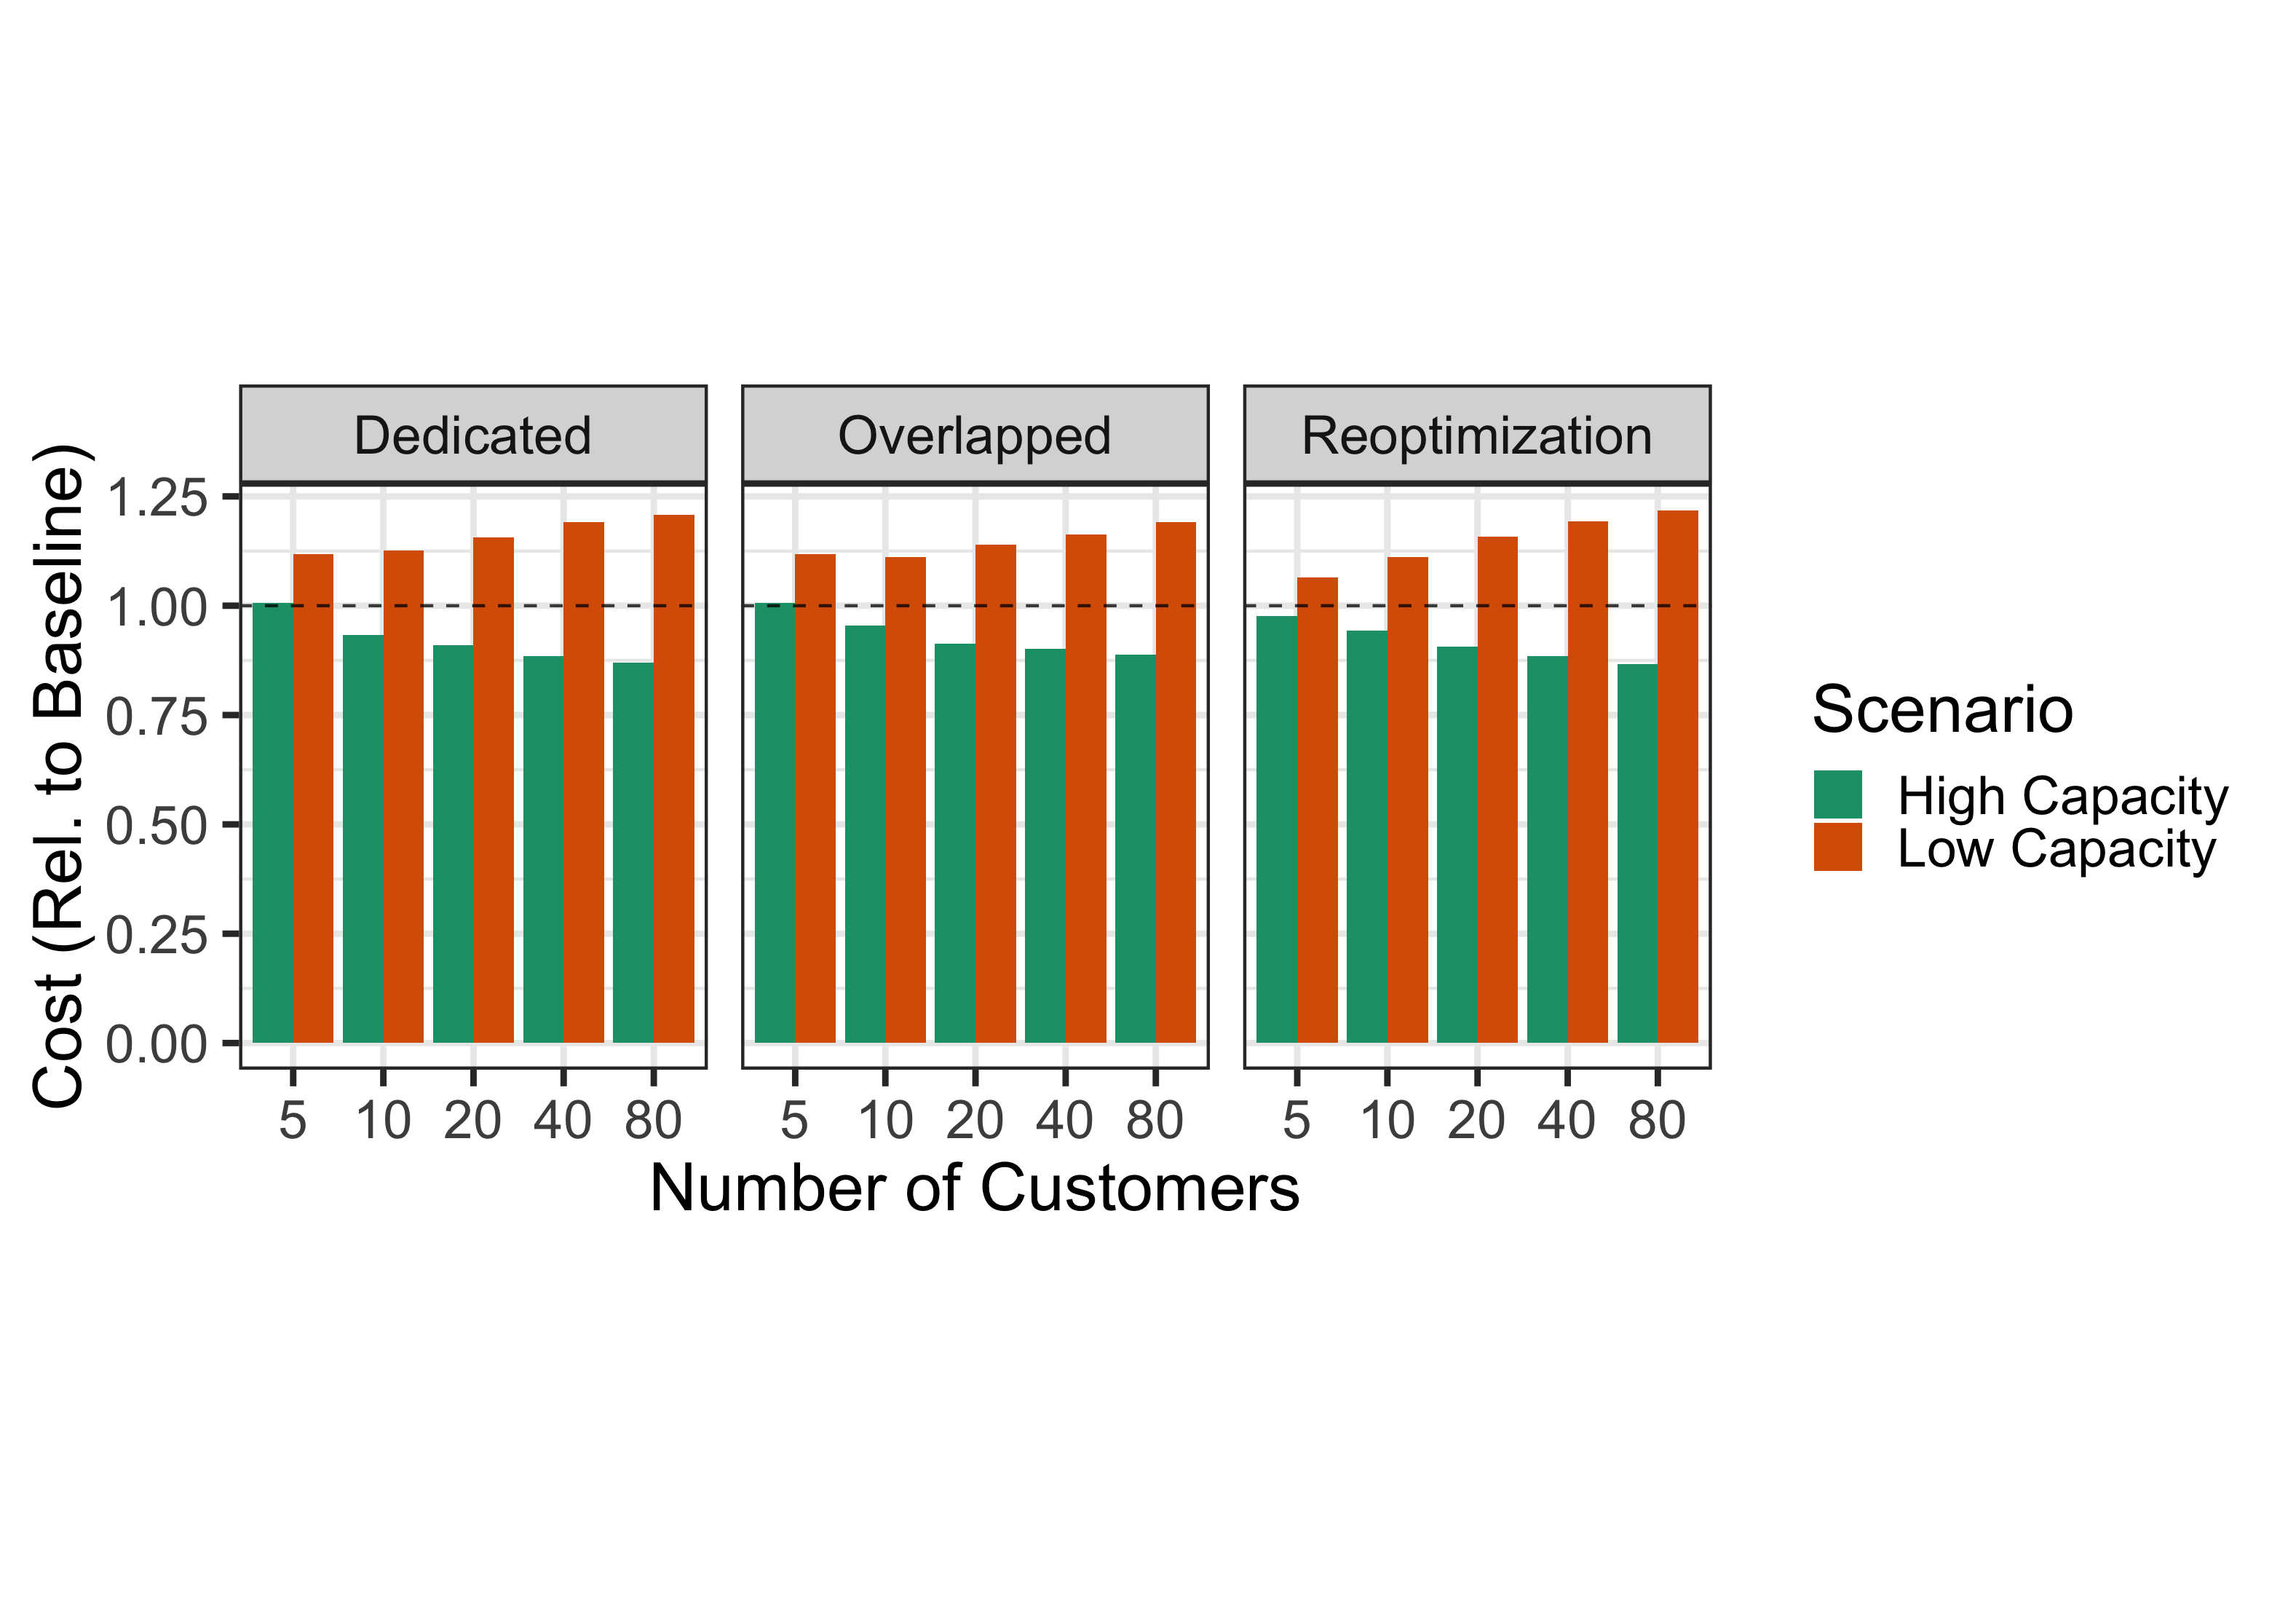 Dedicated
Overlapped
Reoptimization
Cost (Rel. to Baseline)
1.25
1.00
0.75
0.50
0.25
0.00
5 10 20 40 80
5 10 20 40 80
5 10 20 40 80
Number of Customers
Scenario
High Capacity
Low Capacity